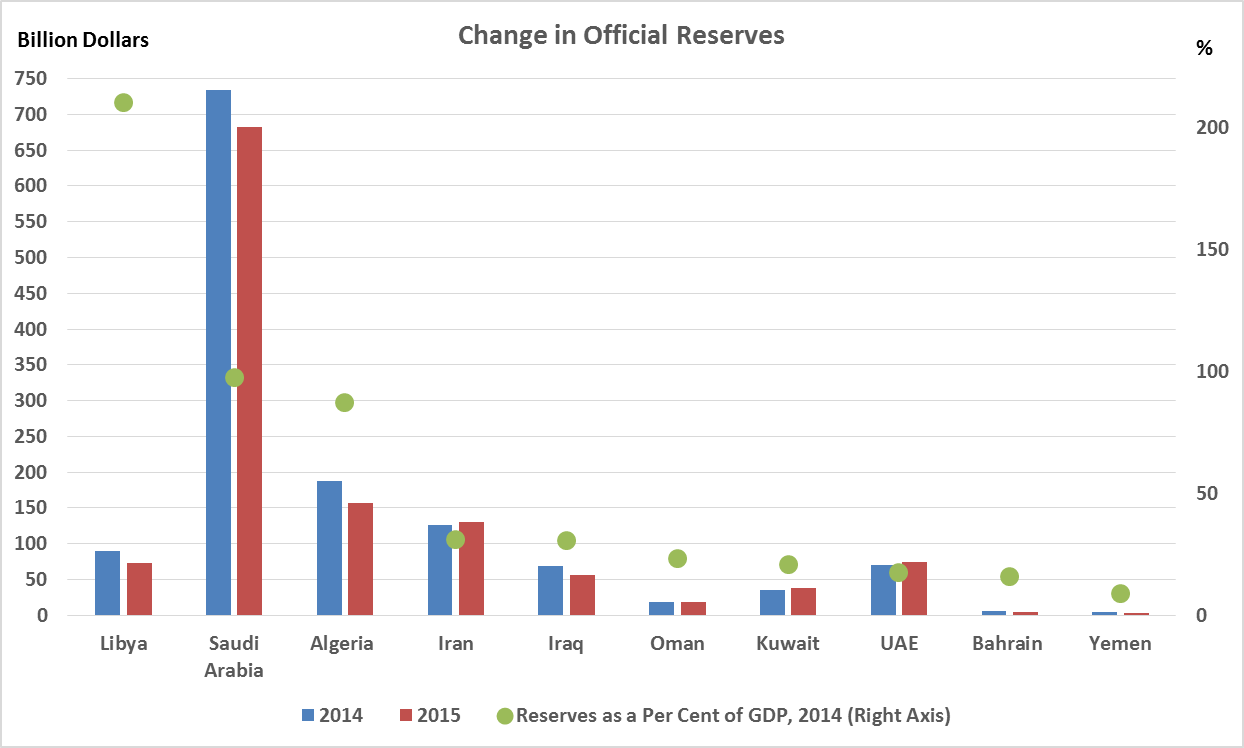 Change in Official Reserves
Billion Dollars
%
750
700
650
600
550
500
450
400
350
300
250
200
150
100
50
0
200
150
100
50
0
Libya
Saudi
Arabia
Algeria
Iran
Iraq
Oman
Kuwait
UAE
Bahrain
Yemen
2014
2015
Reserves as a Per Cent of GDP, 2014 (Right Axis)